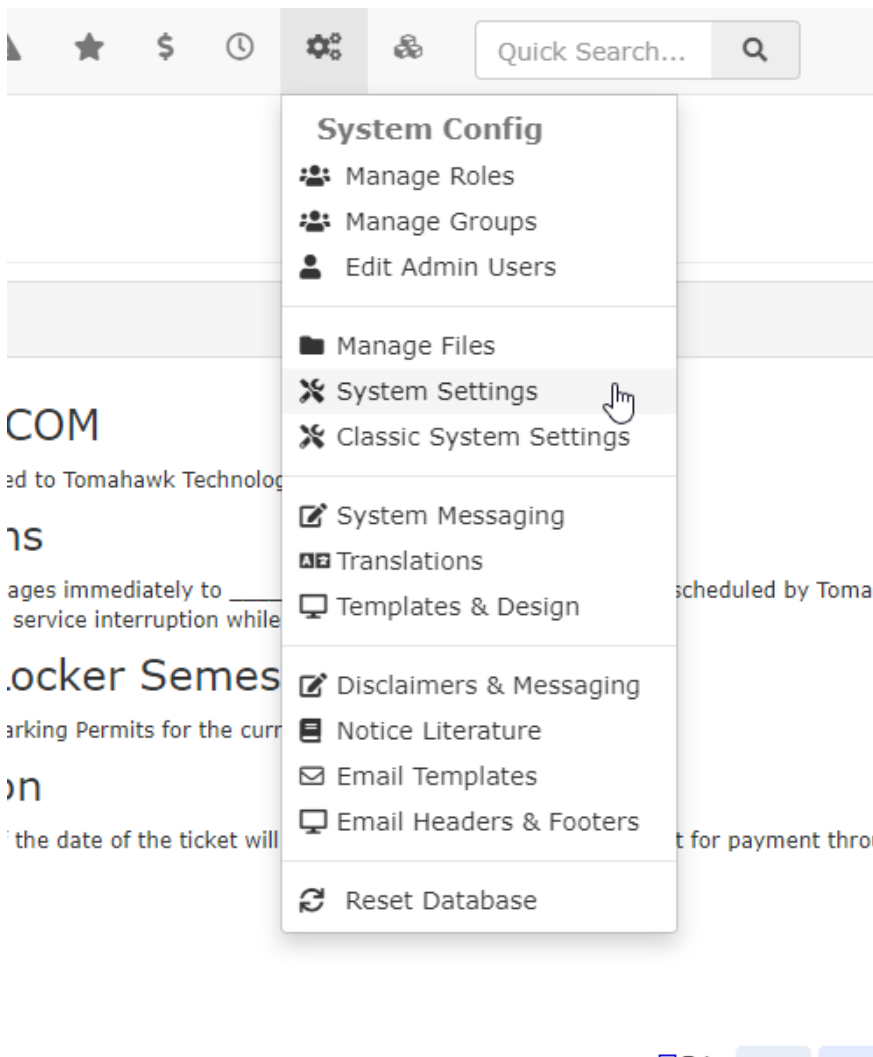 $ Quick Search...
System Config
Manage Roles
Manage Groups
Edit Admin Users
Manage Files
System Settings
COM
Classic System Settings
ed to Tomahawk Technolog
System Messaging
ns
Translations
ages immediately to ____ scheduled by Toma
Templates & Design
service interruption while
ocker Semes
Disclaimers & Messaging
arking Permits for the curr
Notice Literature
Email Templates
on
Email Headers & Footers
the date of the ticket will t for payment thro
Reset Database